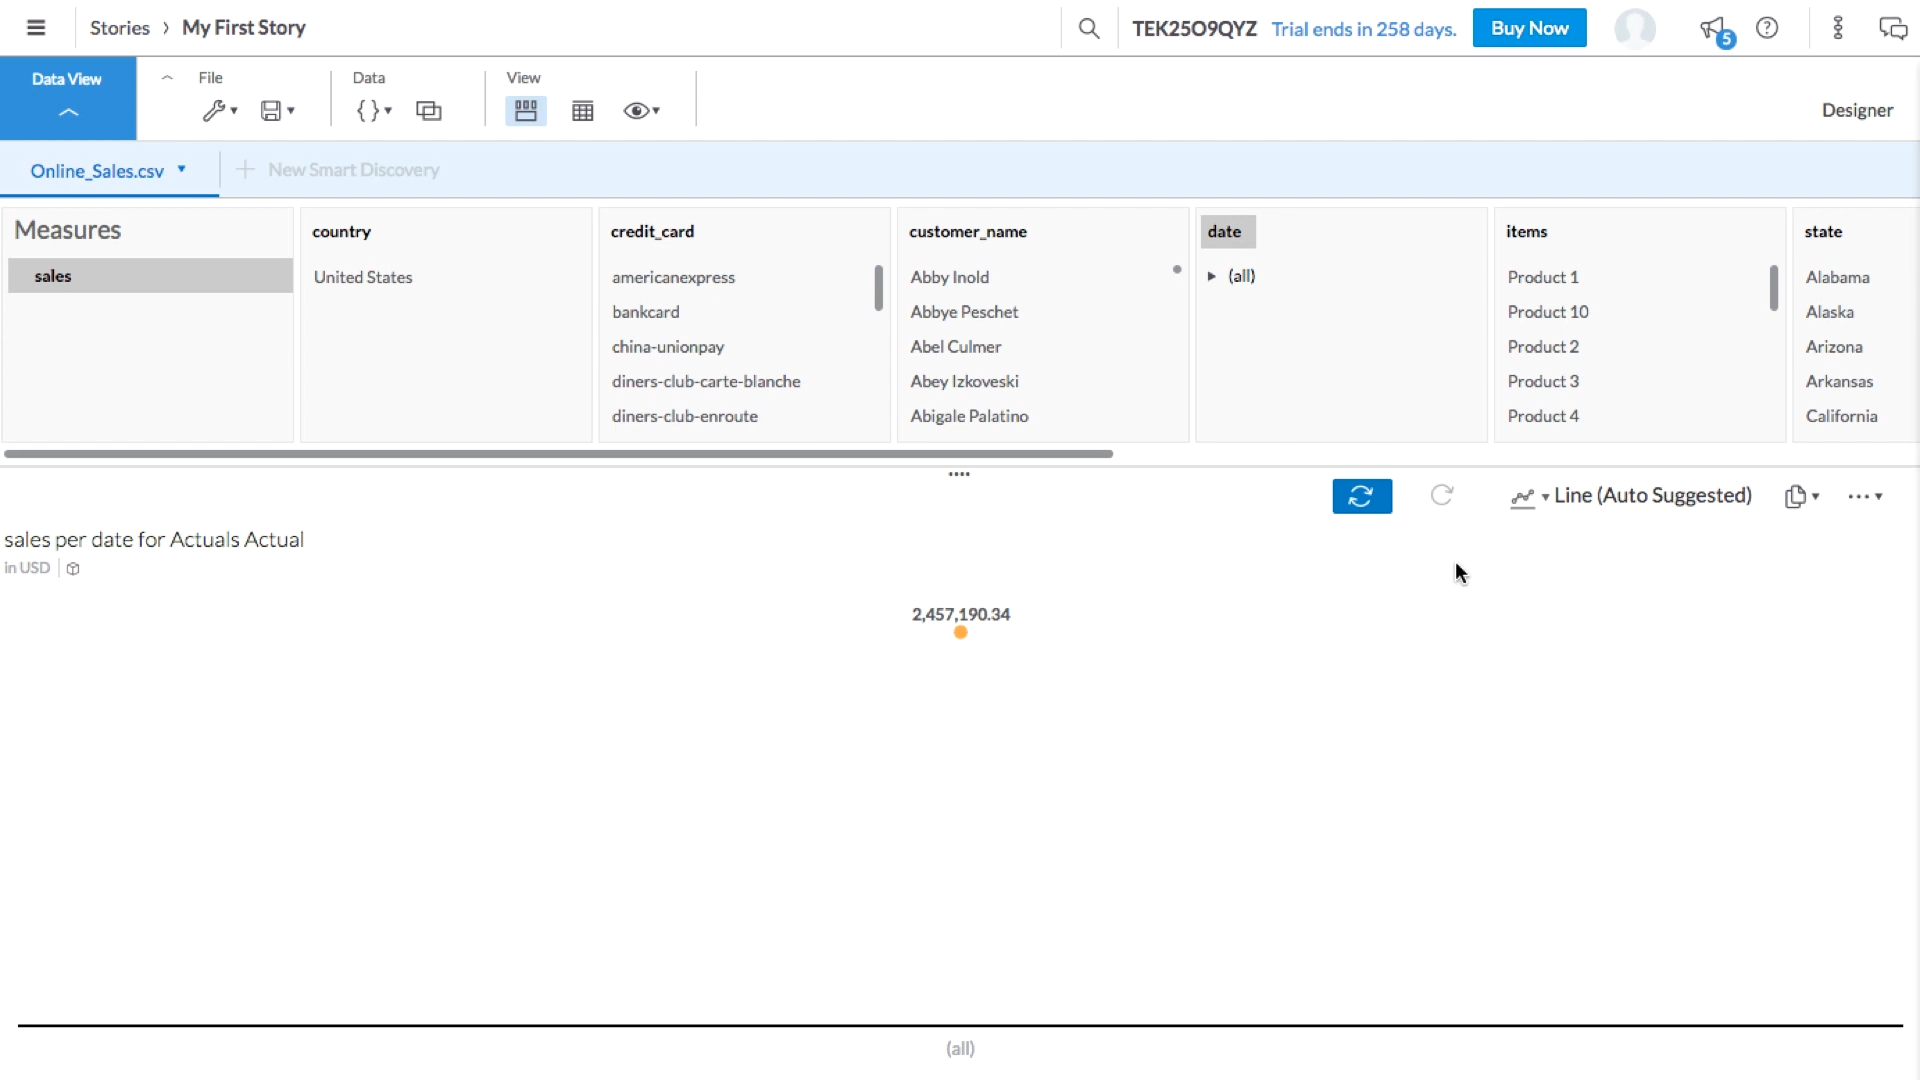 Stories > My First Story
TEK25O9QYZ Trial ends in 258 days. Buy Now 5
Data View File Data View
Designer
Online_Sales.csv New Smart Discovery
Measures country credit_card customer_name date items state
sales United States americanexpress Abby Inold (all) Product 1 Alabama
bankcard Abbye Peschet Product 10 Alaska
china-unionpay Abel Culmer Product 2 Arizona
diners-club-carte-blanche Abey Izkoveski Product 3 Arkansas
diners-club-enroute Abigale Palatino Product 4 California
Line (Auto Suggested)
sales per date for Actuals Actual
in USD
2,457,190.34
(all)